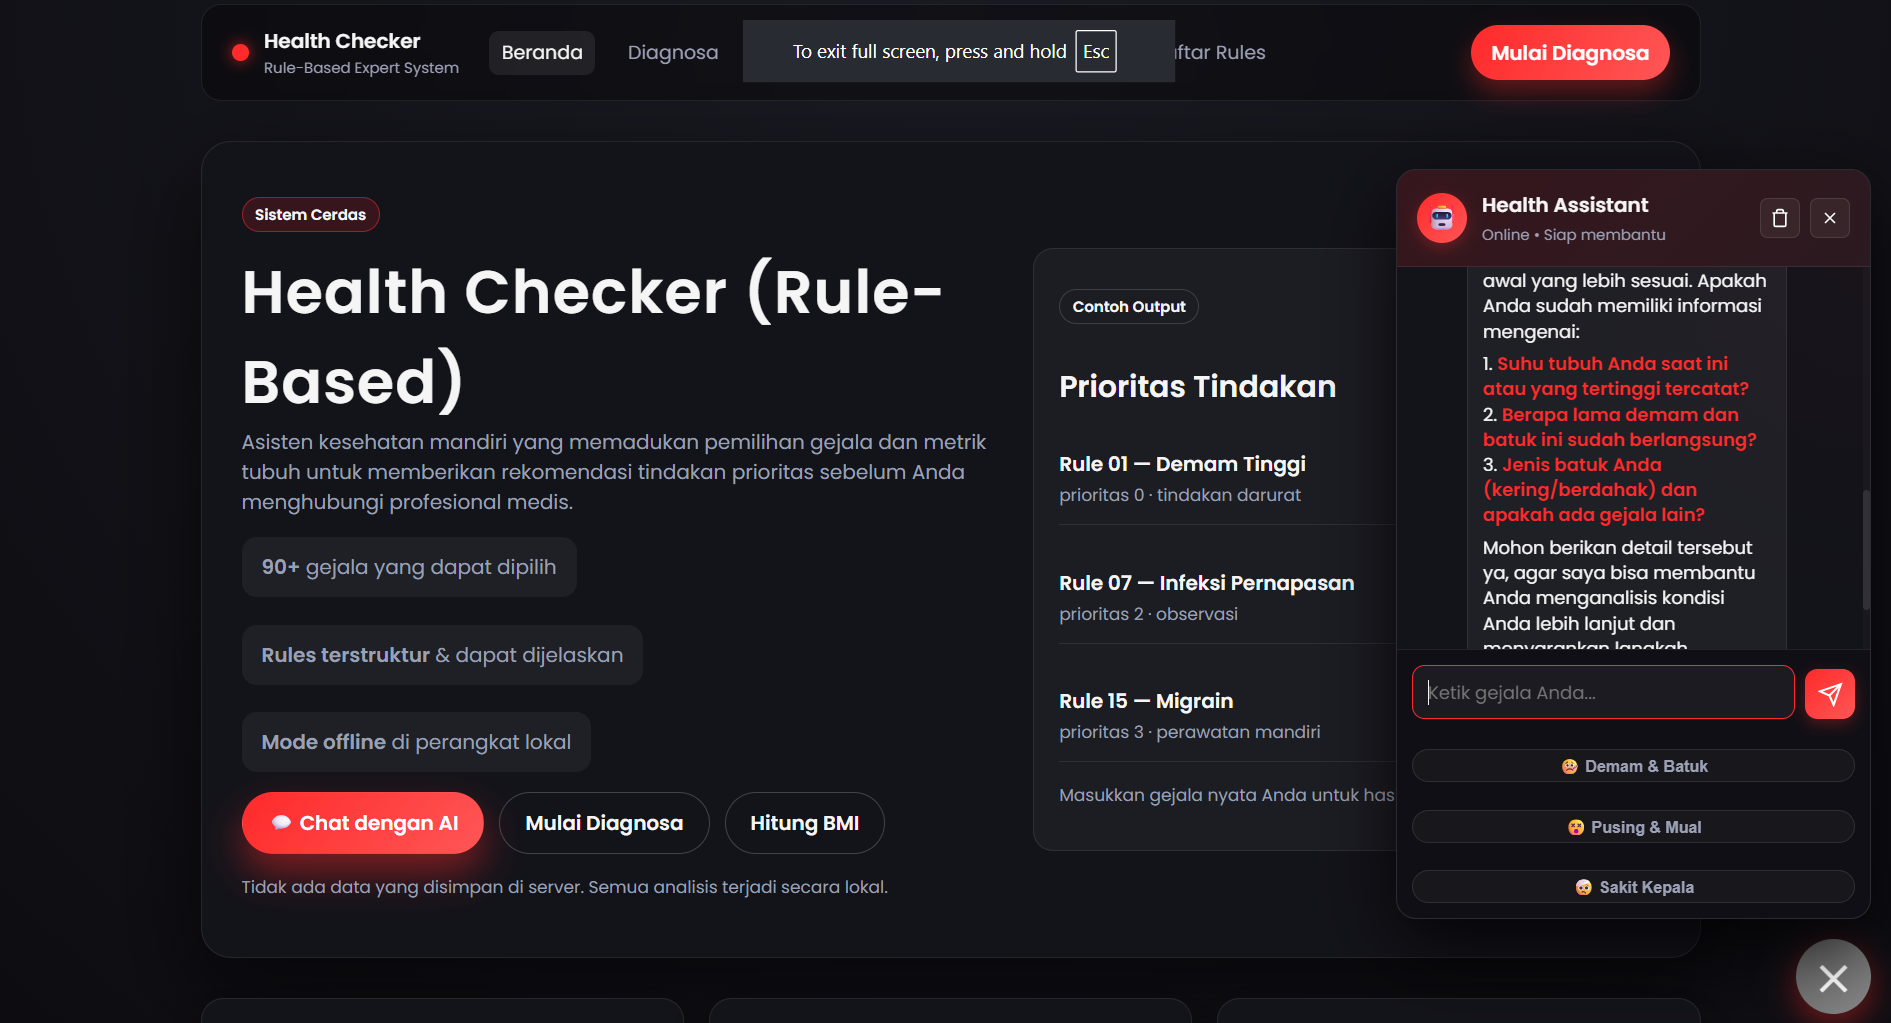 Health Checker
Rule-Based Expert System
Beranda
Diagnosa
To exit full screen, press and hold Esc
Rules
Mulai Diagnosa
Sistem Cerdas
Health Checker (Rule-
Based)
Asisten kesehatan mandiri yang memadukan pemilihan gejala dan metrik
tubuh untuk memberikan rekomendasi tindakan prioritas sebelum Anda
menghubungi profesional medis.
90+ gejala yang dapat dipilih
Rules terstruktur & dapat dijelaskan
Mode offline di perangkat lokal
Chat dengan AI
Mulai Diagnosa
Hitung BMI
Tidak ada data yang disimpan di server. Semua analisis terjadi secara lokal.
Contoh Output
Prioritas Tindakan
Rule 01 — Demam Tinggi
prioritas 0 · tindakan darurat
Rule 07 — Infeksi Pernapasan
prioritas 2 · observasi
Rule 15 — Migrain
prioritas 3 · perawatan mandiri
Masukkan gejala nyata Anda untuk has
Health Assistant
Online • Siap membantu
awal yang lebih sesuai. Apakah
Anda sudah memiliki informasi
mengenai:
1. Suhu tubuh Anda saat ini
atau yang tertinggi tercatat?
2. Berapa lama demam dan
batuk ini sudah berlangsung?
3. Jenis batuk Anda
(kering/berdahak) dan
apakah ada gejala lain?
Mohon berikan detail tersebut
ya, agar saya bisa membantu
Anda menganalisis kondisi
Anda lebih lanjut dan
menyarankan langkah
Ketik gejala Anda...
Demam & Batuk
Pusing & Mual
Sakit Kepala